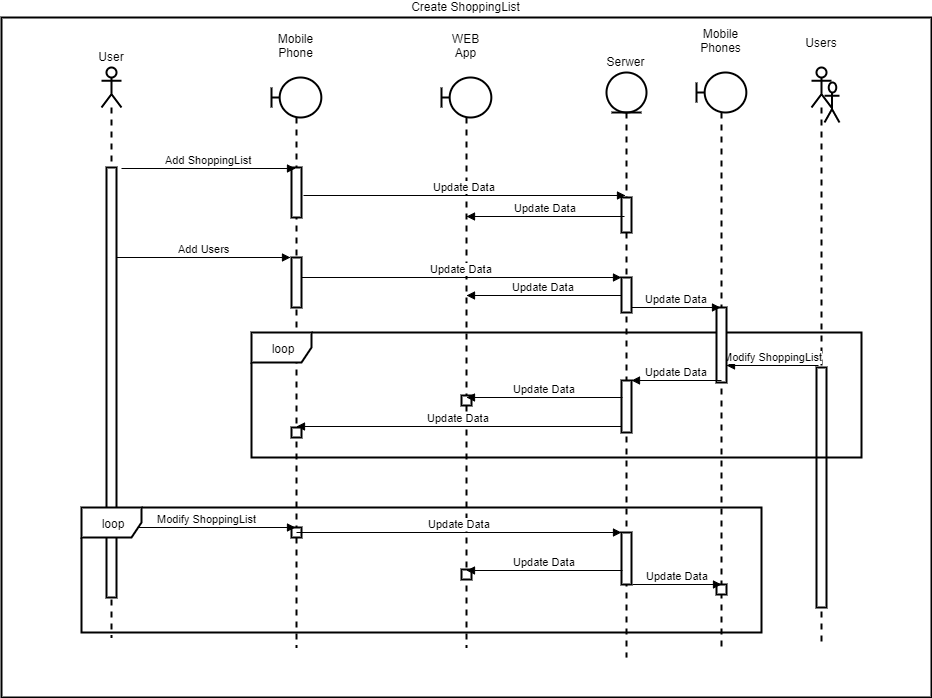 Create ShoppingList
User
Mobile
Phone
WEB
App
Serwer
Mobile
Phones
Users
Add ShoppingList
Update Data
Update Data
Add Users
Update Data
Update Data
Update Data
loop
Modify ShoppingList
Update Data
Update Data
Update Data
loop
Modify ShoppingList
Update Data
Update Data
Update Data